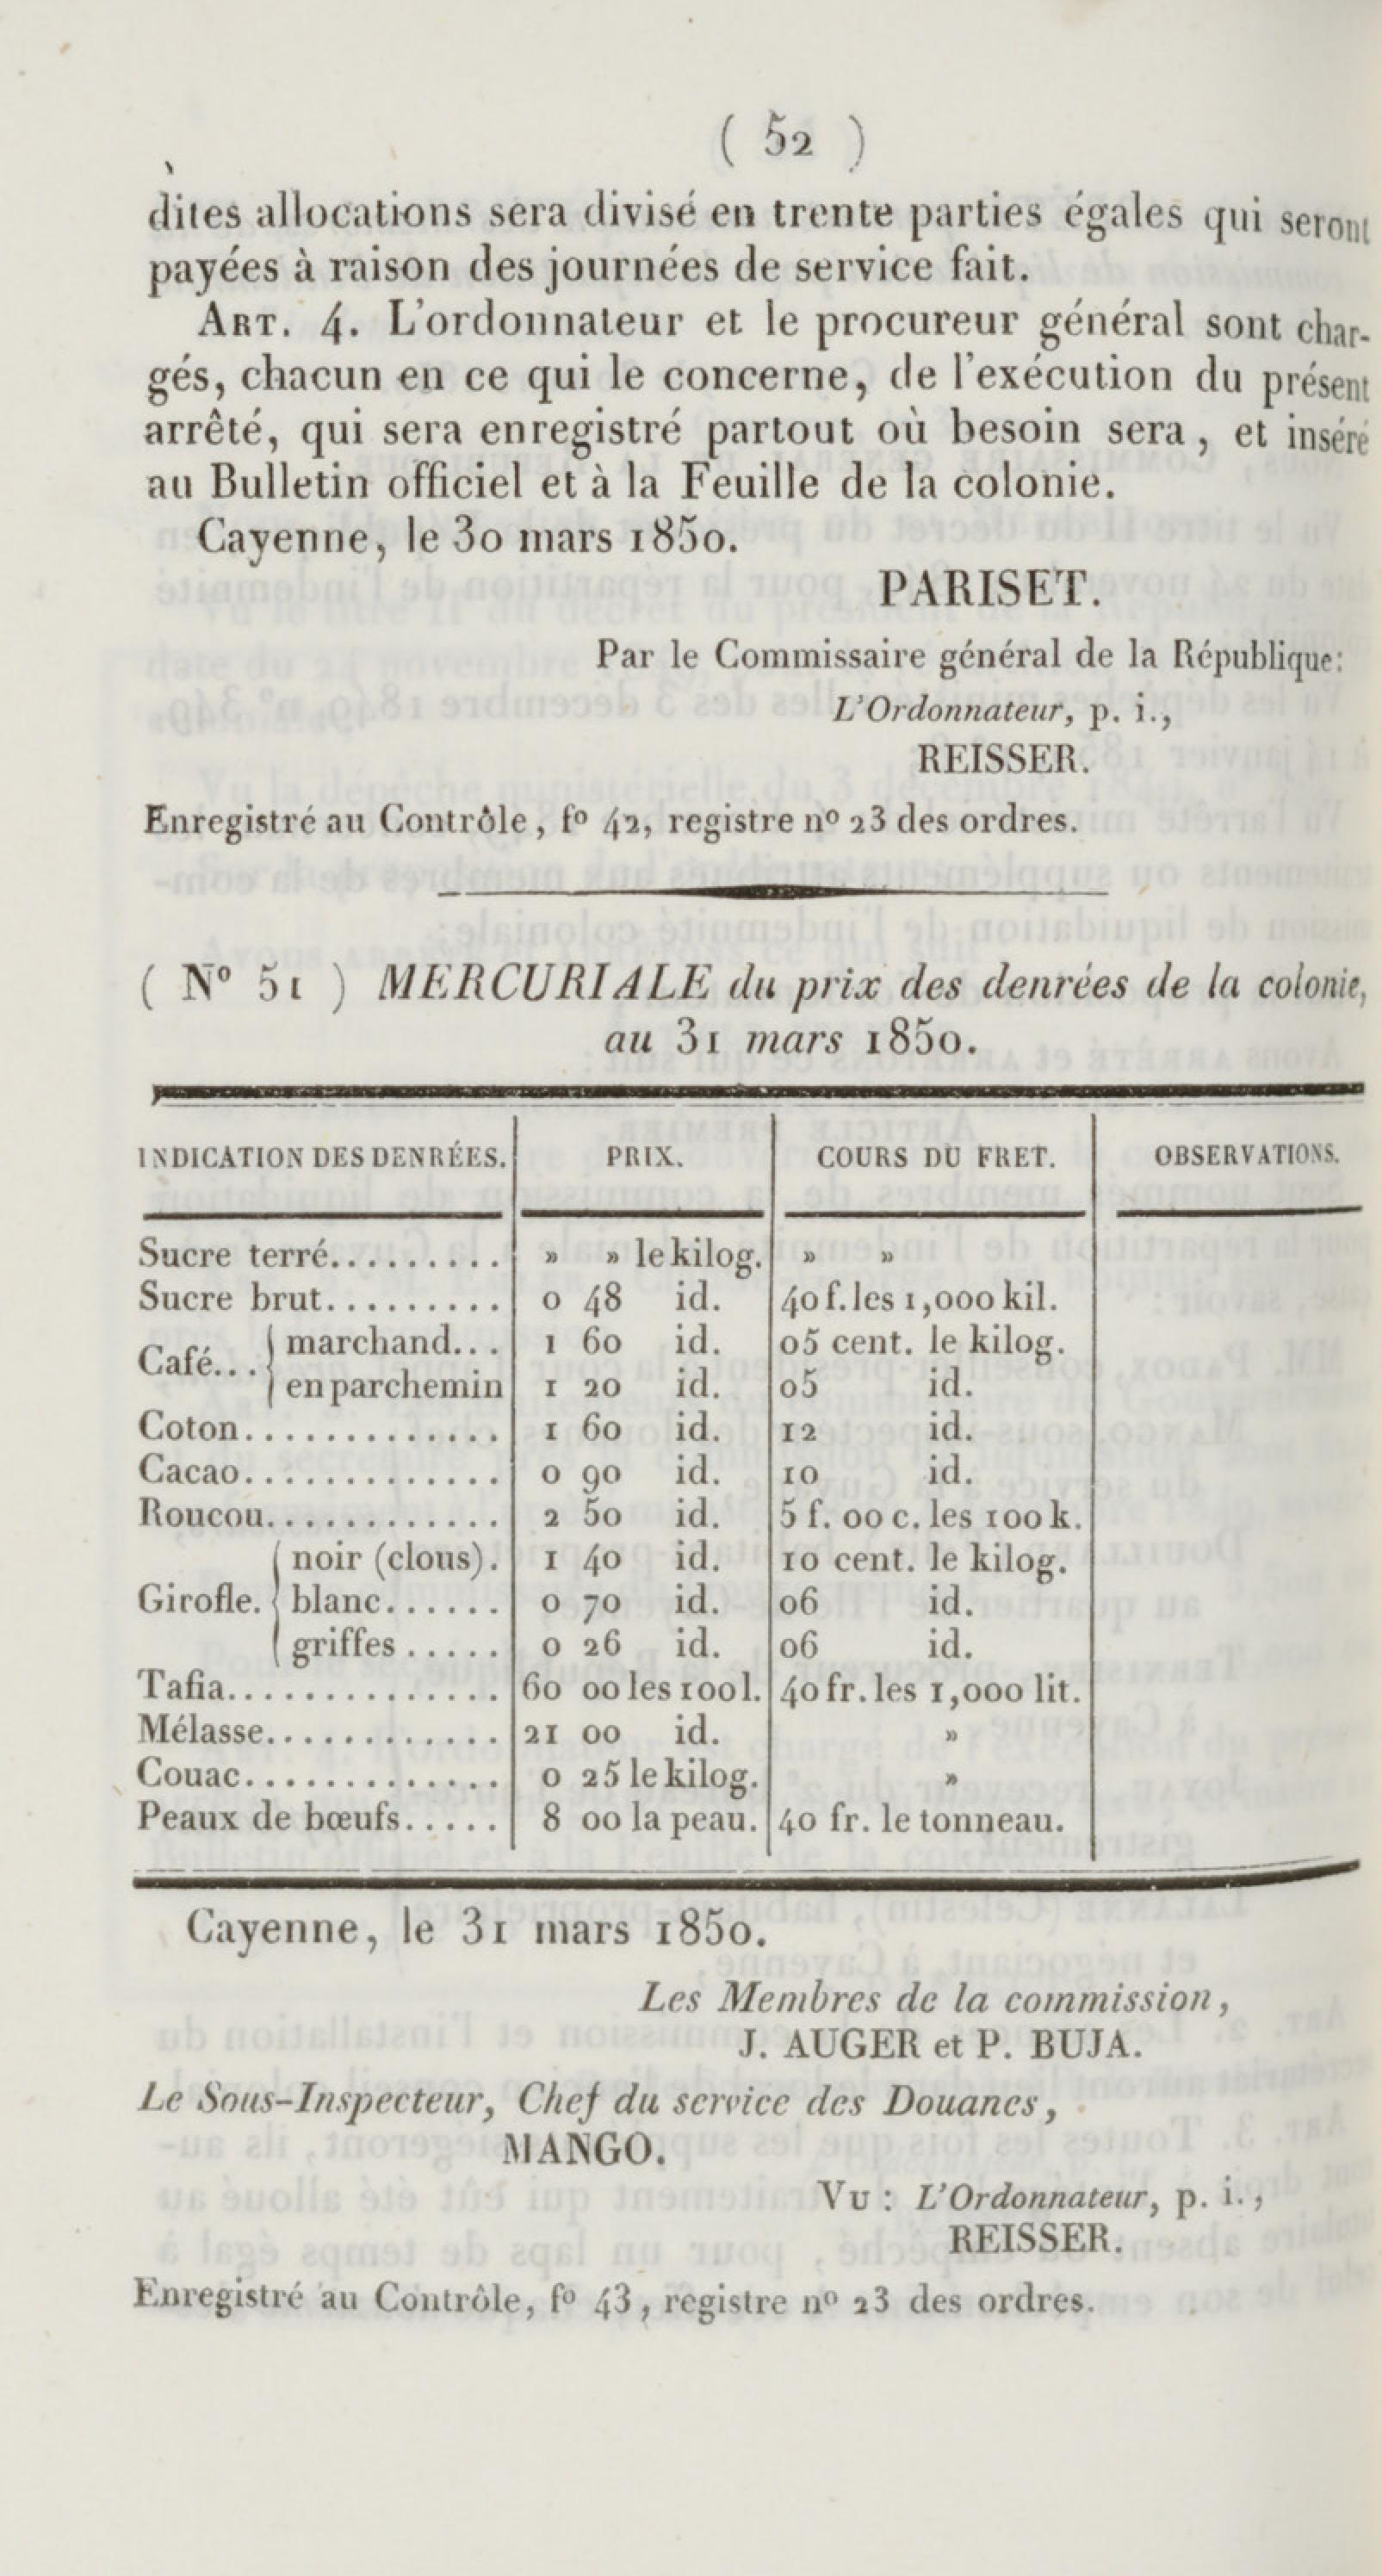 ( 52 )
dites allocations sera divisé en trente parties égales qui seront
payées à raison des journées de service fait.
ART. 4. L'ordonnateur et le procureur général sont char-
gés, chacun en ce qui le concerne, de l'exécution du présent
arrêté, qui sera enregistré partout où besoin sera, et inséré
au Bulletin officiel et à la Feuille de la colonie.
Cayenne, le 30 mars 1850.
PARISET.
Par le Commissaire général de la République:
L'Ordonnateur, p. i.,
REISSER.
Enregistré au Contrôle, fº 42, registre nº 23 des ordres.
( Nº 51 ) MERCURIALE du prix des denrées de la colonie,
au 31 mars 1850.
INDICATION DES DENRÉES. PRIX. COURS DU FRET. OBSERVATIONS.
Sucre terré......... » » le kilog. » »
Sucre brut......... 0 48 id. 40 f. les 1,000 kil.
Café... marchand... 1 60 id. 05 cent. le kilog.
en parchemin 1 20 id. 05 id.
Coton............. 1 60 id. 12 id.
Cacao............. 0 90 id. 10 id.
Roucou............ 2 50 id. 5 f. 00 c. les 100 k.
noir (clous). 1 40 id. 10 cent. le kilog.
Girofle. blanc...... 0 70 id. 06 id.
griffes ..... 0 26 id. 06 id.
Tafia.............. 60 00 les 100 l. 40 fr. les 1,000 lit.
Mélasse............ 21 00 id. »
Couac............. 0 25 le kilog. »
Peaux de bœufs..... 8 00 la peau. 40 fr. le tonneau.
Cayenne, le 31 mars 1850.
Les Membres de la commission,
J. AUGER et P. BUJA.
Le Sous-Inspecteur, Chef du service des Douanes,
MANGO.
Vu : L'Ordonnateur, p. i.,
REISSER.
Enregistré au Contrôle, fº 43, registre nº 23 des ordres.